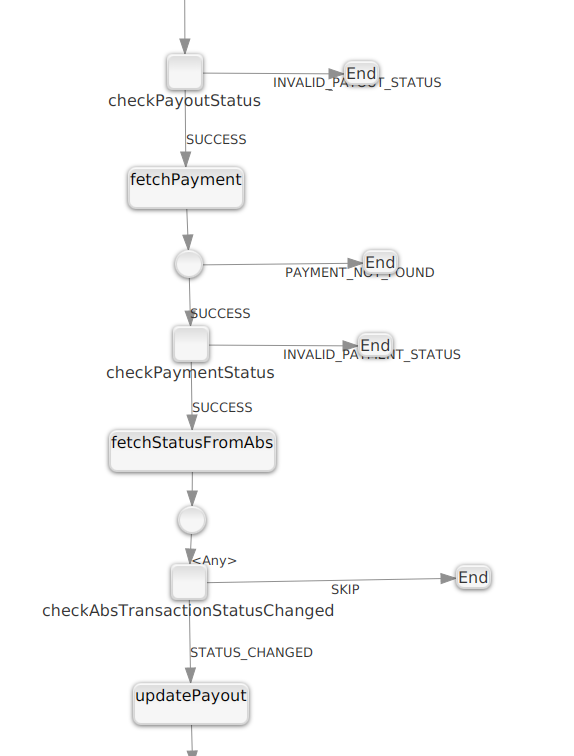 End
INVALID_PAYOUT_STATUS
checkPayoutStatus
SUCCESS
fetchPayment
End
PAYMENT_NOT_FOUND
SUCCESS
End
INVALID_PAYMENT_STATUS
checkPaymentStatus
SUCCESS
fetchStatusFromAbs
<Any>
End
SKIP
checkAbsTransactionStatusChanged
STATUS_CHANGED
updatePayout